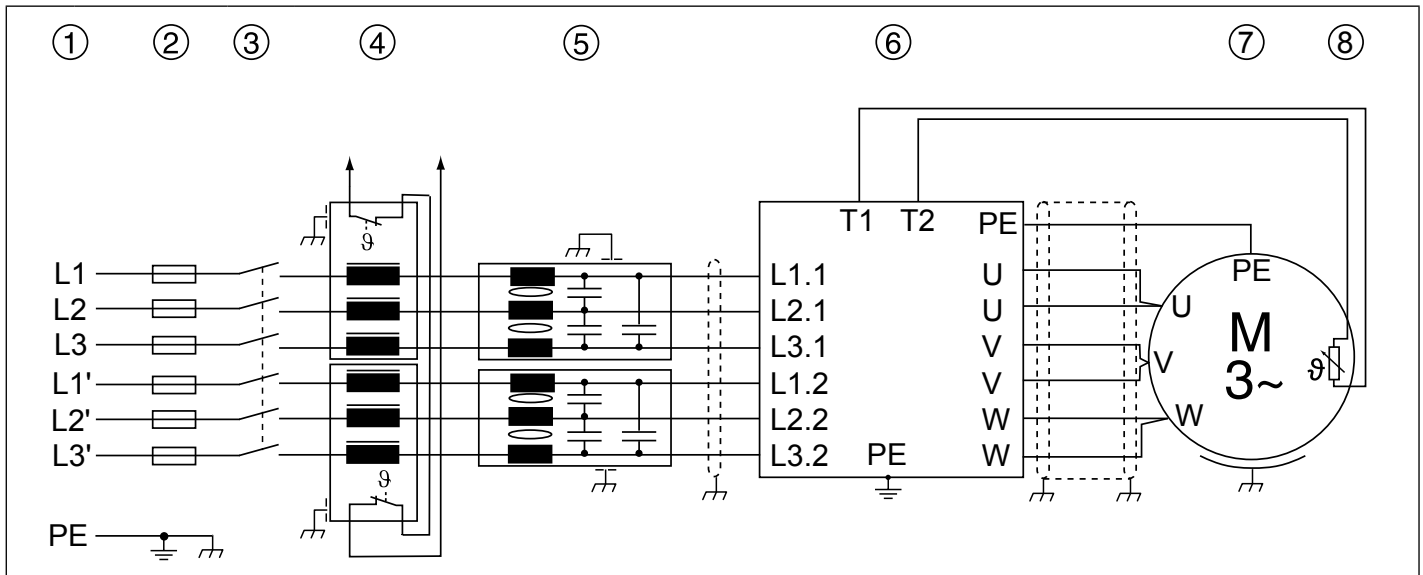 ① ② ③ ④ ⑤ ⑥ ⑦ ⑧
T1 T2 PE
ϑ
L1 L1.1 U PE
L2 L2.1 U U
L3 L3.1 V M
V
L1' L1.2 V 3~ ϑ
L2' L2.2 W W
L3' L3.2 PE W
ϑ
PE